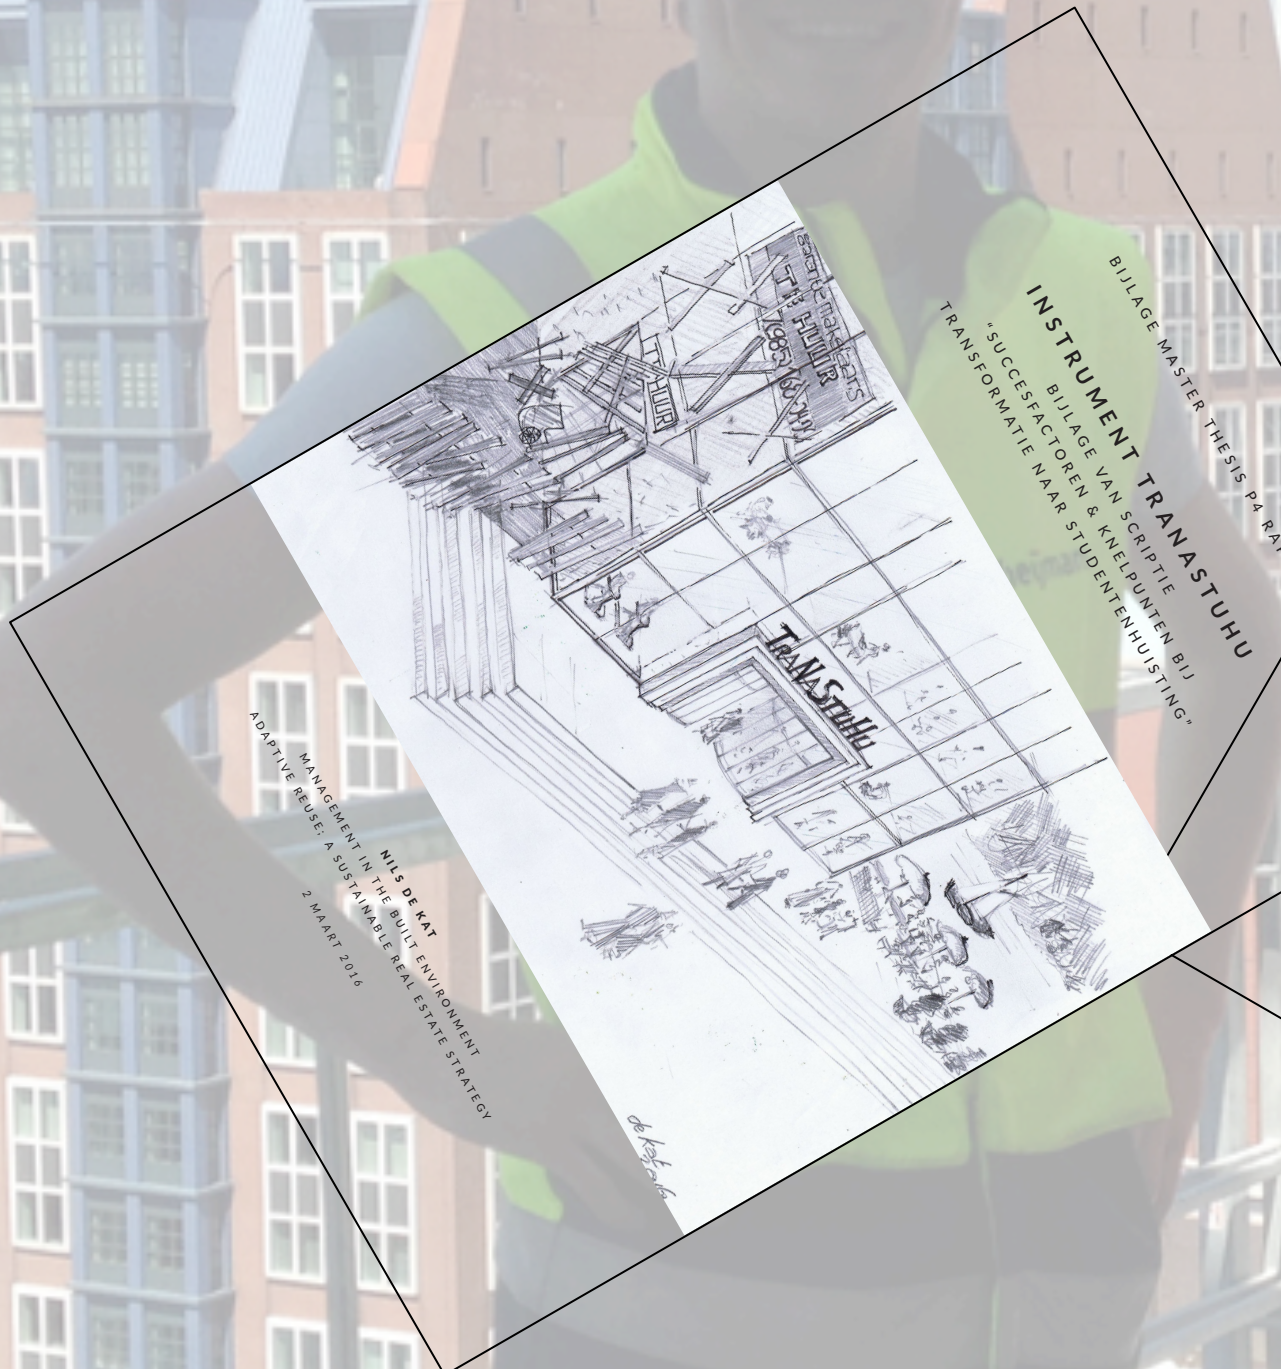 BIJLAGE MASTER THESIS P4
INSTRUMENT TRANASTUHU
BIJLAGE VAN SCRIPTIE
“SUCCESFACTOREN & KNELPUNTEN BIJ
TRANSFORMATIE NAAR STUDENTENHUISTING”
TE HUUR
TE HUUR
TRANASTUHU
de Kat
NILS DE KAT
MANAGEMENT IN THE BUILT ENVIRONMENT
ADAPTIVE REUSE; A SUSTAINABLE REAL ESTATE STRATEGY
2 MAART 2016